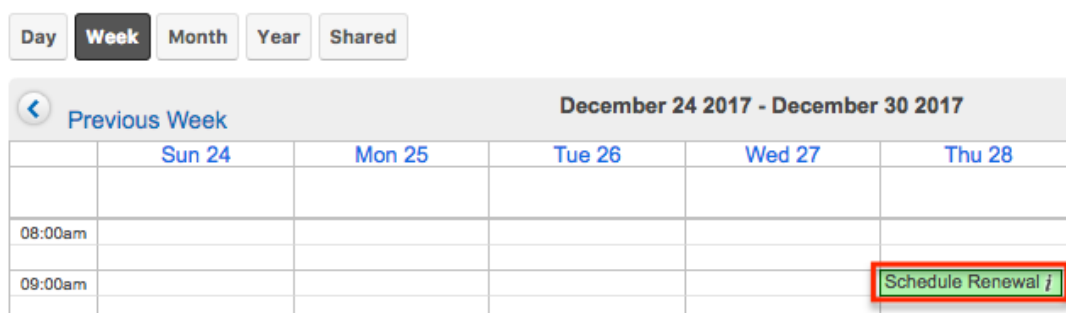 Day Week Month Year Shared
Previous Week December 24 2017 - December 30 2017
Sun 24 Mon 25 Tue 26 Wed 27 Thu 28
08:00am
09:00am Schedule Renewal i